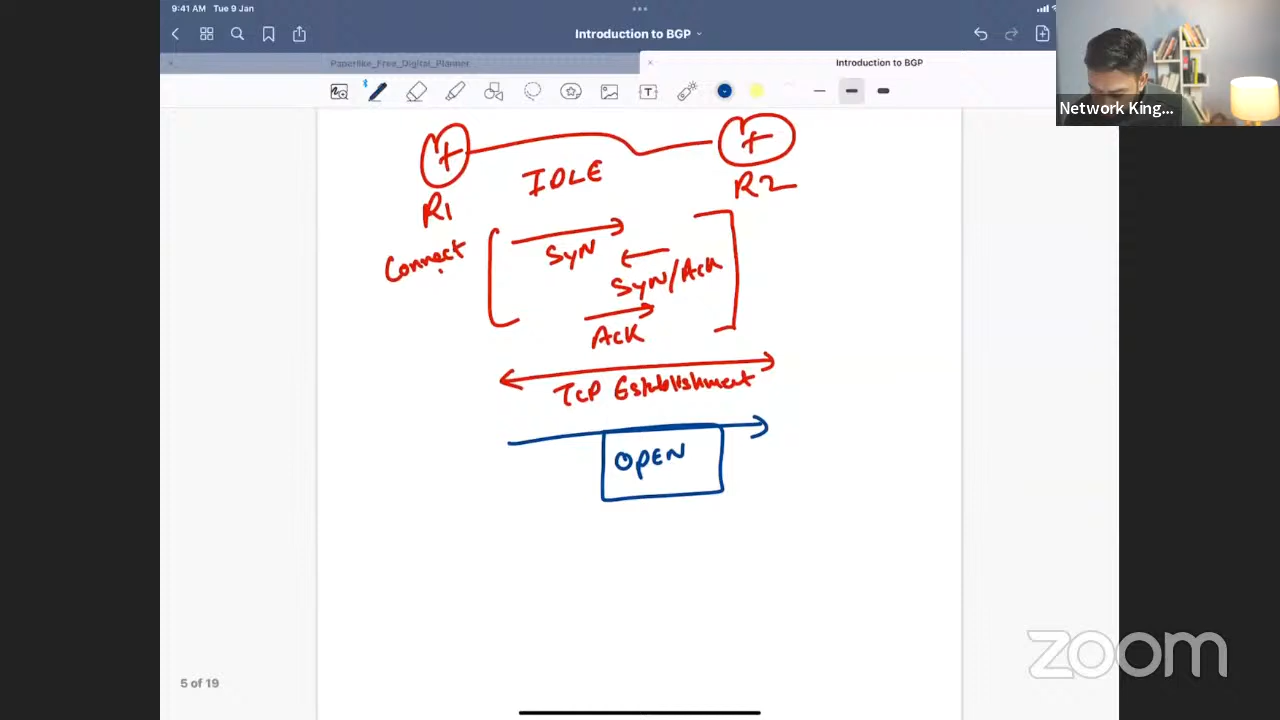 9:41 AM Tue 9 Jan
Introduction to BGP
Paperlike_Free_Digital_Planner
Introduction to BGP
T
Network King...
IDLE
R1
R2
Connect
SYN
SYN/ACK
ACK
TCP Establishment
OPEN
5 of 19
zoom